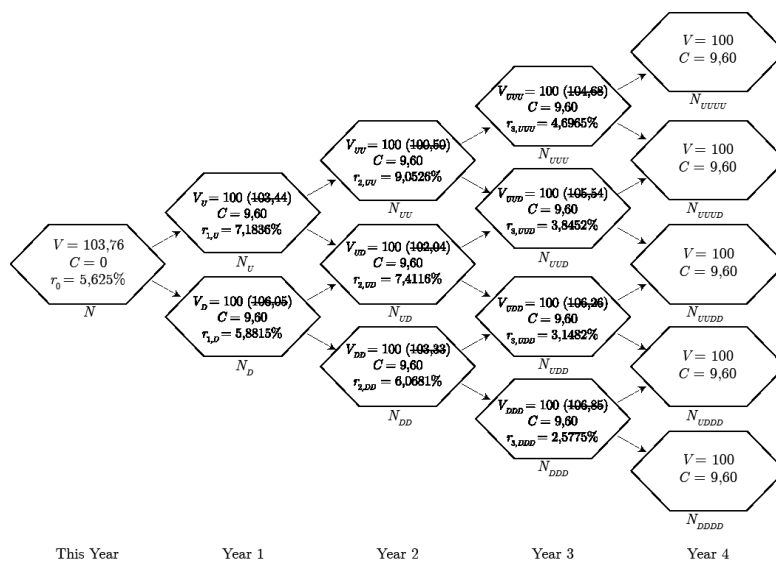 V = 100
C = 9,60
N_UUUU
V_UUU = 100 (104,68)
C = 9,60
r_3,UUU = 4,6965%
N_UUU
V_UU = 100 (100,50)
C = 9,60
r_2,UU = 9,0526%
N_UU
V = 100
C = 9,60
N_UUUD
V_U = 100 (103,44)
C = 9,60
r_1,U = 7,1836%
N_U
V_UUD = 100 (105,54)
C = 9,60
r_3,UUD = 3,8452%
N_UUD
V = 103,76
C = 0
r_0 = 5,625%
N
V_UD = 100 (102,04)
C = 9,60
r_2,UD = 7,4116%
N_UD
V = 100
C = 9,60
N_UUDD
V_D = 100 (106,05)
C = 9,60
r_1,D = 5,8815%
N_D
V_UDD = 100 (106,26)
C = 9,60
r_3,UDD = 3,1482%
N_UDD
V_DD = 100 (103,33)
C = 9,60
r_2,DD = 6,0681%
N_DD
V = 100
C = 9,60
N_UDDD
V_DDD = 100 (106,85)
C = 9,60
r_3,DDD = 2,5775%
N_DDD
V = 100
C = 9,60
N_DDDD
This Year Year 1 Year 2 Year 3 Year 4